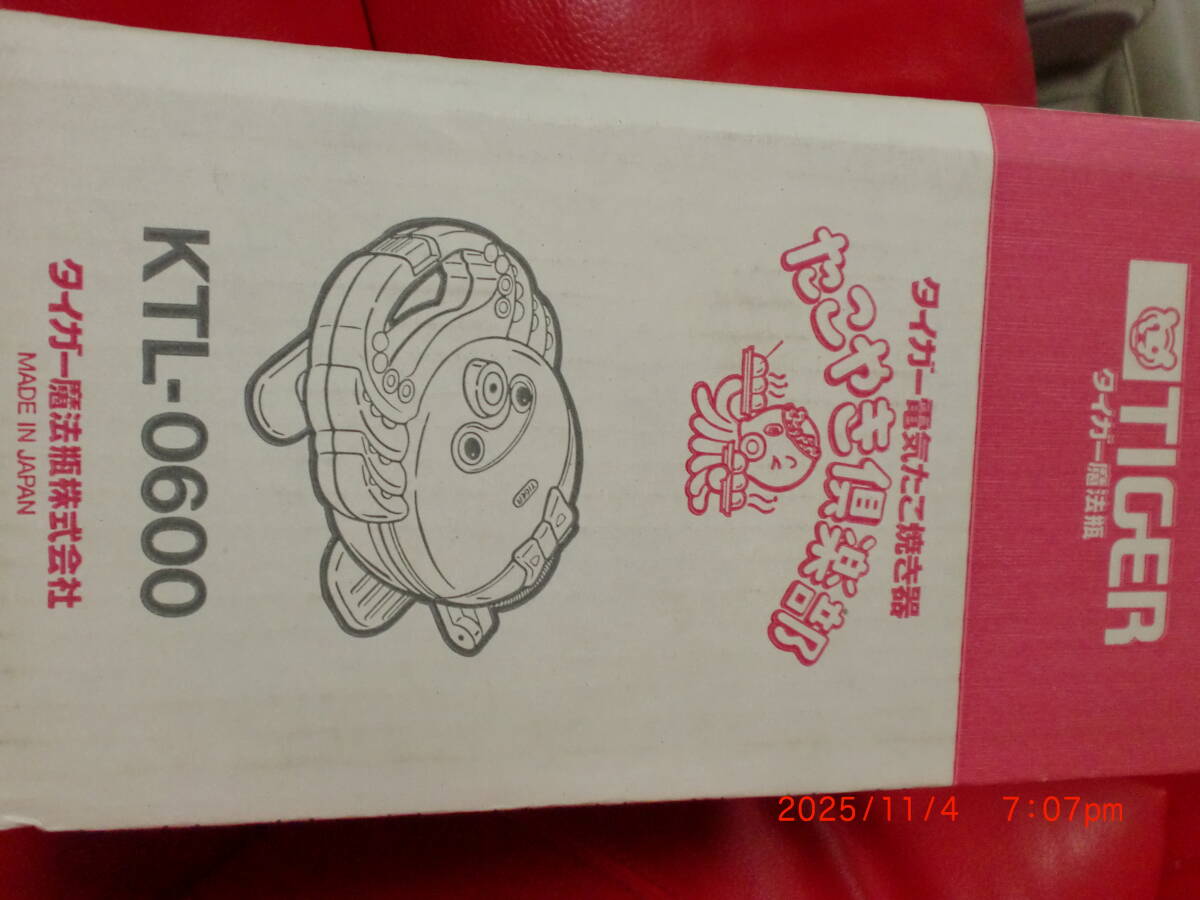 TIGER
タイガー魔法瓶
タイガー電気たこ焼き器
たこやき倶楽部
TIGER
KTL-0600
タイガー魔法瓶株式会社
MADE IN JAPAN
2025/11/4 7:07pm